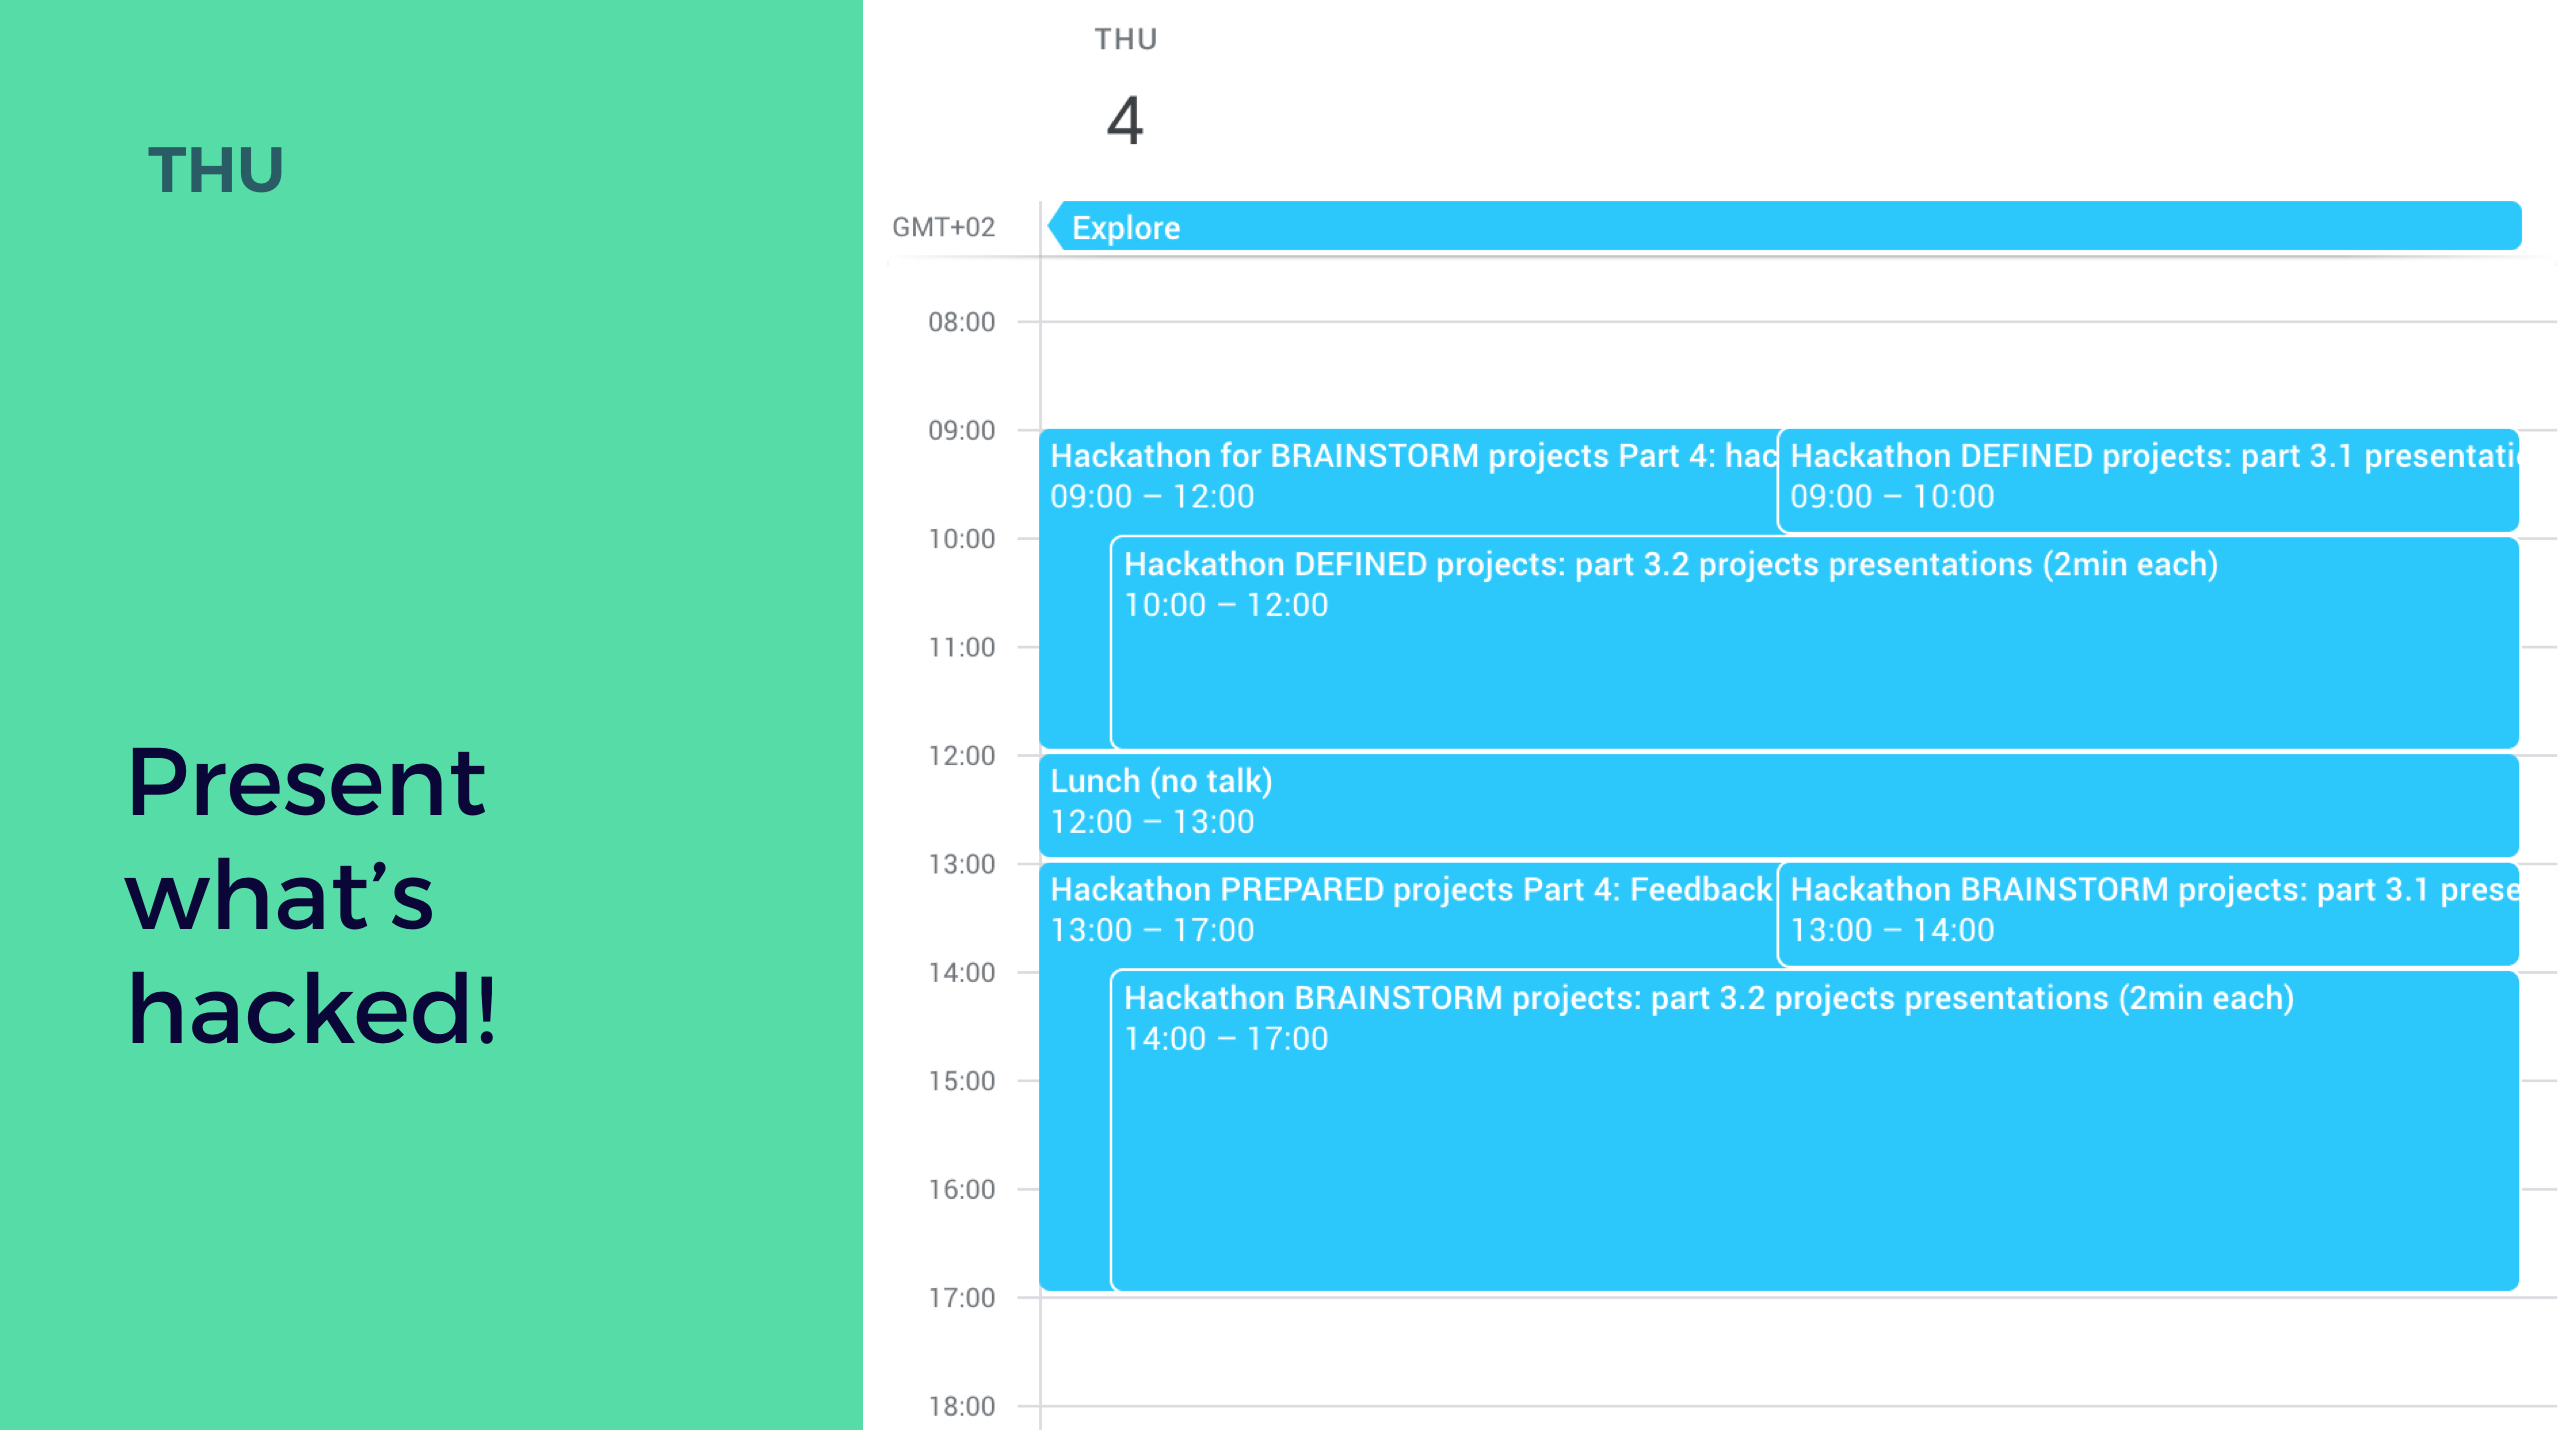 THU
Present
what's
hacked!
THU
4
GMT+02
Explore
08:00
09:00
Hackathon for BRAINSTORM projects Part 4: hac
09:00 – 12:00
Hackathon DEFINED projects: part 3.1 presentati
09:00 – 10:00
10:00
Hackathon DEFINED projects: part 3.2 projects presentations (2min each)
10:00 – 12:00
11:00
12:00
Lunch (no talk)
12:00 – 13:00
13:00
Hackathon PREPARED projects Part 4: Feedback
13:00 – 17:00
Hackathon BRAINSTORM projects: part 3.1 prese
13:00 – 14:00
14:00
Hackathon BRAINSTORM projects: part 3.2 projects presentations (2min each)
14:00 – 17:00
15:00
16:00
17:00
18:00